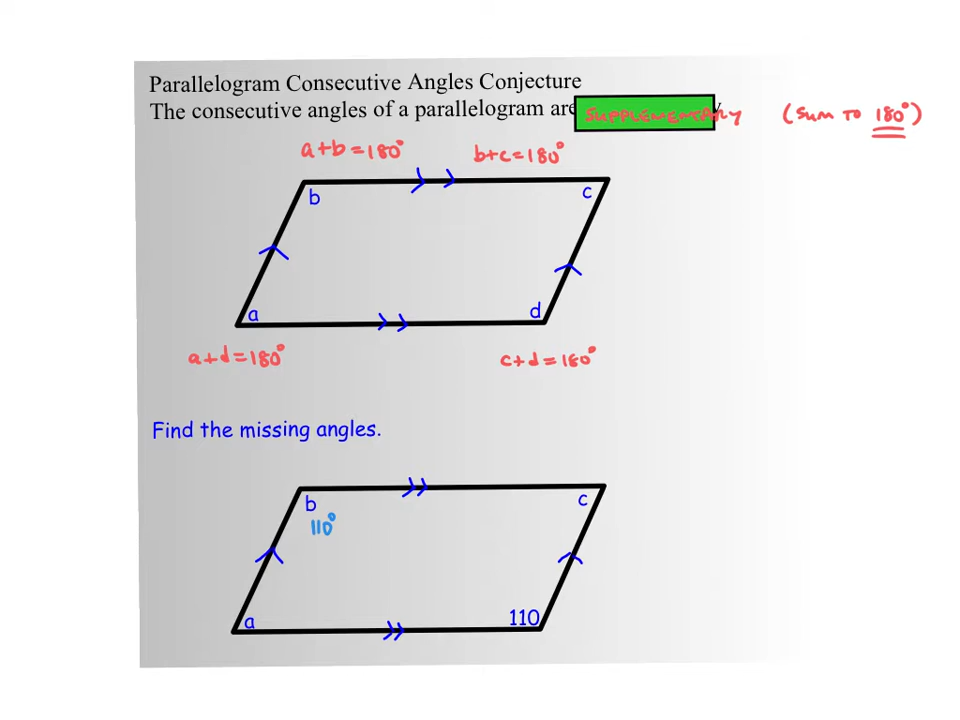 Parallelogram Consecutive Angles Conjecture
The consecutive angles of a parallelogram are SUPPLEMENTARY (SUM TO 180°)
a+b=180° b+c=180°
b c
a d
a+d=180° c+d=180°
Find the missing angles.
b c
110°
a 110